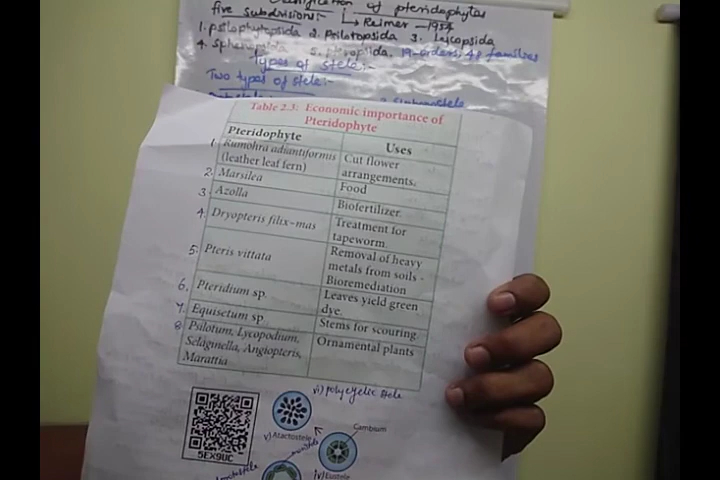 Classification of pteridophytes
five subdivisions:- → Reimer - 1954
1. psilophytopsida 2. Psilotopsida 3. Lycopsida
4. Sphenopsida 5. Pteropsida. 19-orders, 48 families
Types of stele:-
Two types of stele:-
Table 2.3: Economic importance of
Pteridophyte
Pteridophyte Uses
1. Rumohra adiantiformis
(leather leaf fern)
Cut flower
arrangements.
2. Marsilea Food
3. Azolla Biofertilizer.
4. Dryopteris filix-mas
Treatment for
tapeworm.
5. Pteris vittata
Removal of heavy
metals from soils -
Bioremediation
6. Pteridium sp.
Leaves yield green
dye.
7. Equisetum sp. Stems for scouring.
8. Psilotum, Lycopodium,
Selaginella, Angiopteris,
Marattia
Ornamental plants
vi) polycyclic stele
v) Atactostele
Cambium
5EX9UC
iv) Eustele